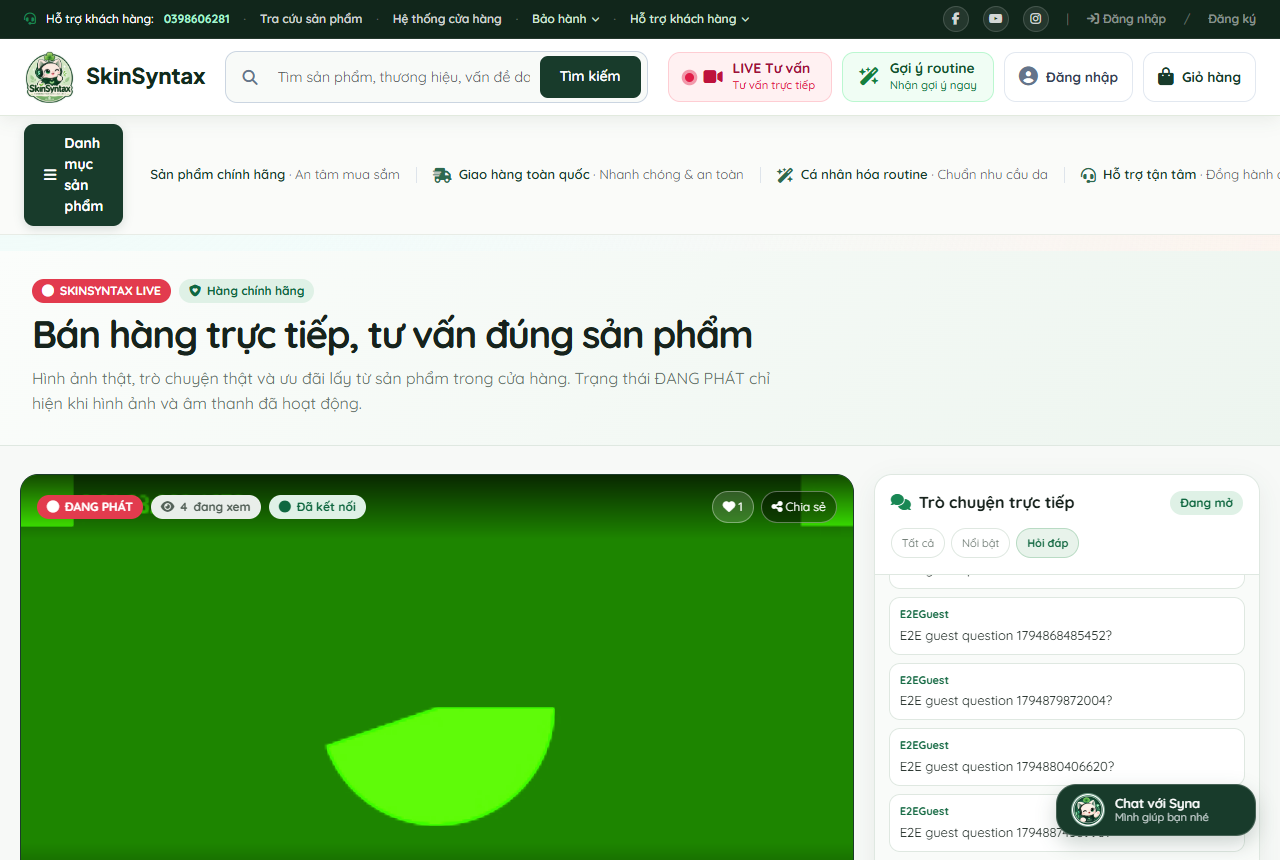 Hỗ trợ khách hàng: 0398606281 · Tra cứu sản phẩm · Hệ thống cửa hàng · Bảo hành · Hỗ trợ khách hàng | Đăng nhập / Đăng ký
SkinSyntax
SkinSyntax
Tìm sản phẩm, thương hiệu, vấn đề
Tìm kiếm
LIVE Tư vấn
Tư vấn trực tiếp
Gợi ý routine
Nhận gợi ý ngay
Đăng nhập
Giỏ hàng
Danh
mục
sản
phẩm
Sản phẩm chính hãng · An tâm mua sắm
Giao hàng toàn quốc · Nhanh chóng & an toàn
Cá nhân hóa routine · Chuẩn nhu cầu da
Hỗ trợ tận tâm · Đồng hành
SKINSYNTAX LIVE
Hàng chính hãng
Bán hàng trực tiếp, tư vấn đúng sản phẩm
Hình ảnh thật, trò chuyện thật và ưu đãi lấy từ sản phẩm trong cửa hàng. Trạng thái ĐANG PHÁT chỉ
hiện khi hình ảnh và âm thanh đã hoạt động.
ĐANG PHÁT
4 đang xem
Đã kết nối
1
Chia sẻ
Trò chuyện trực tiếp
Đang mở
Tất cả
Nổi bật
Hỏi đáp
E2EGuest
E2E guest question 1794868485452?
E2EGuest
E2E guest question 1794879872004?
E2EGuest
E2E guest question 1794880406620?
E2EGuest
E2E guest question
Chat với Syna
Mình giúp bạn nhé